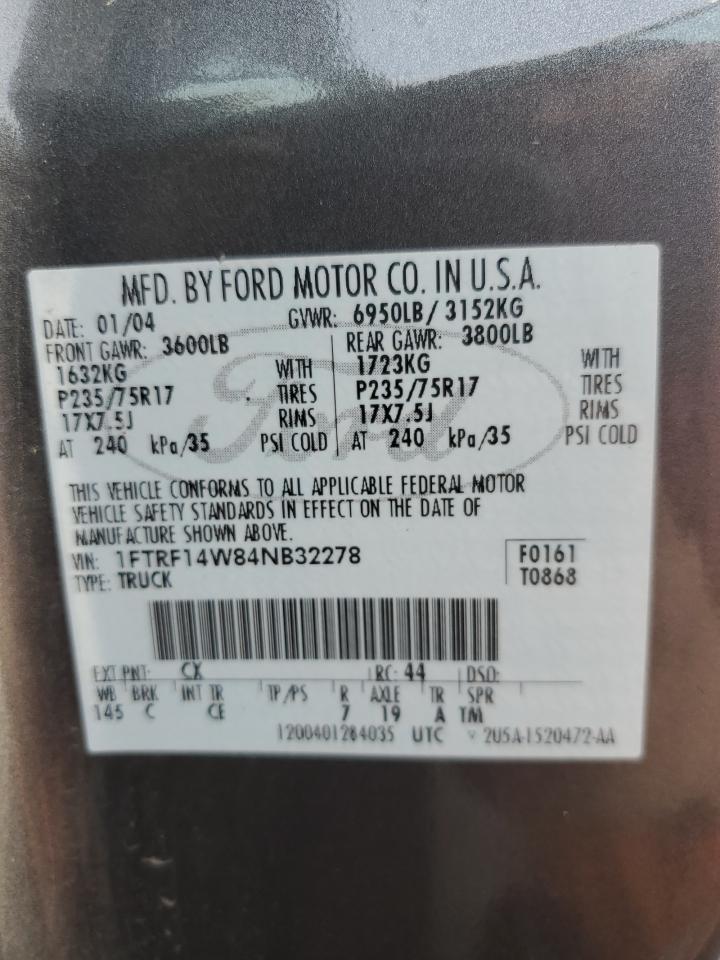 MFD. BY FORD MOTOR CO. IN U.S.A.
DATE: 01/04 GVWR: 6950LB/ 3152KG
FRONT GAWR: 3600LB REAR GAWR: 3800LB
1632KG WITH 1723KG WITH
P235/75R17 TIRES P235/75R17 TIRES
17X7.5J RIMS 17X7.5J RIMS
AT 240 kPa/35 PSI COLD AT 240 kPa/35 PSI COLD
THIS VEHICLE CONFORMS TO ALL APPLICABLE FEDERAL MOTOR
VEHICLE SAFETY STANDARDS IN EFFECT ON THE DATE OF
MANUFACTURE SHOWN ABOVE.
VIN: 1FTRF14W84NB32278 F0161
TYPE: TRUCK T0868
EXT PNT: CX RC: 44 DSO:
WB BRK INT TR TP/PS R AXLE TR SPR
145 C CE 7 19 A TM
1200401284035 UTC 2U5A-1520472-AA
Ford